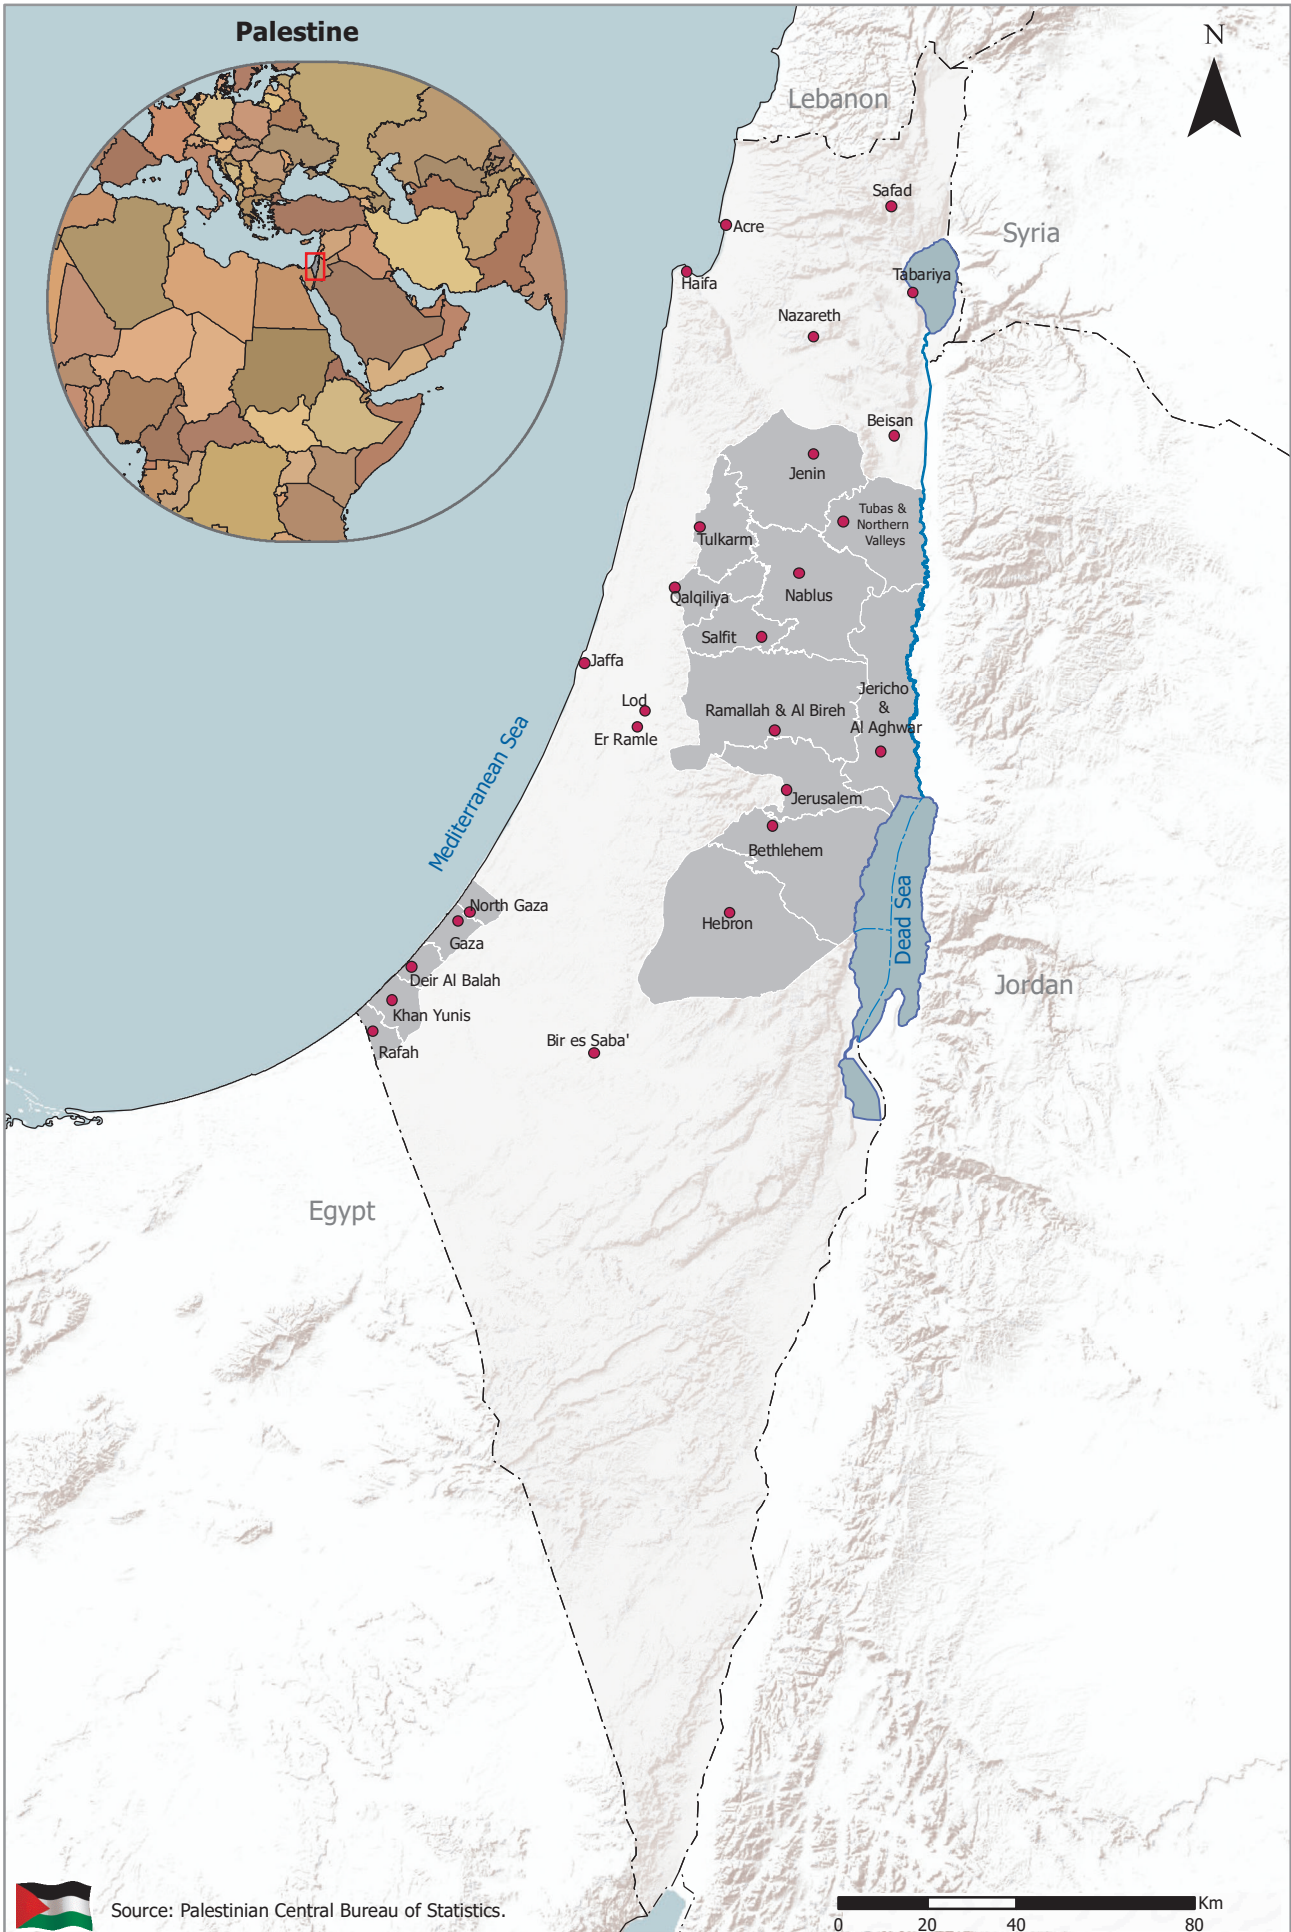 Palestine
N
Lebanon
Safad
Acre
Syria
Tabariya
Haifa
Nazareth
Beisan
Jenin
Tubas &
Northern
Valleys
Tulkarm
Qalqiliya
Nablus
Salfit
Jaffa
Jericho
&
Al Aghwar
Lod
Ramallah & Al Bireh
Er Ramle
Mediterranean Sea
Jerusalem
Bethlehem
Dead Sea
North Gaza
Hebron
Gaza
Deir Al Balah
Jordan
Khan Yunis
Bir es Saba'
Rafah
Egypt
Source: Palestinian Central Bureau of Statistics.
Km
0 20 40 80